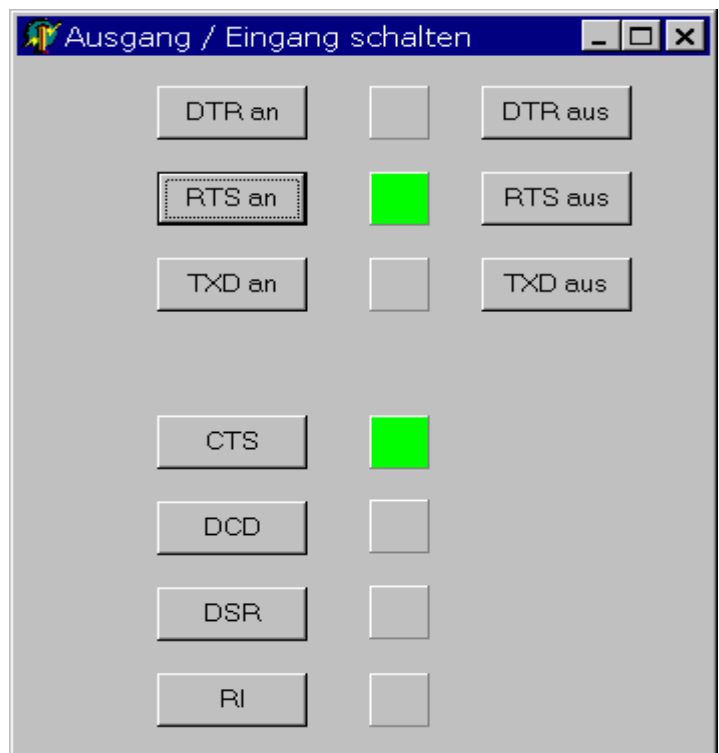 Ausgang / Eingang schalten
DTR an DTR aus
RTS an RTS aus
TXD an TXD aus
CTS
DCD
DSR
RI